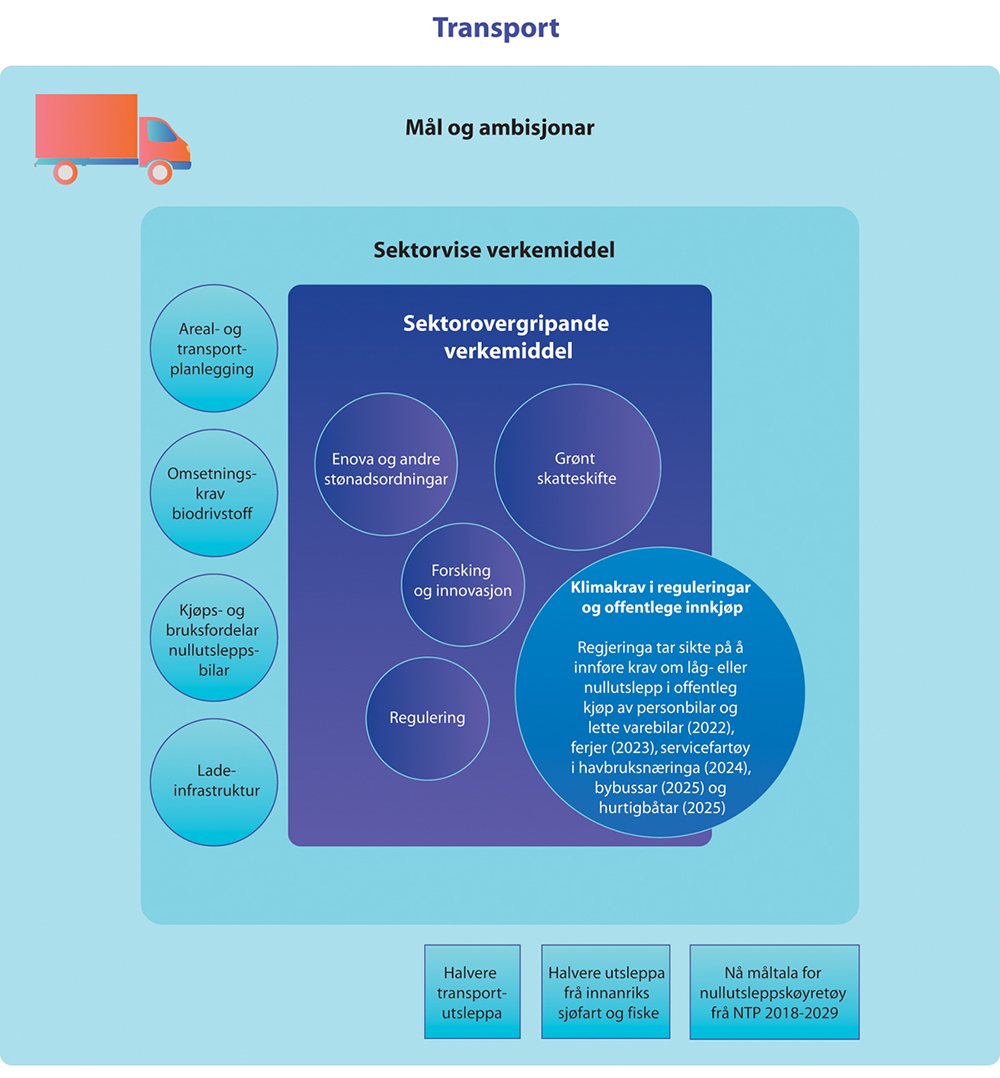 Transport
Mål og ambisjonar
Sektorvise verkemiddel
Areal- og
transport-
planlegging
Omsetnings-
krav
biodrivstoff
Kjøps- og
bruksfordelar
nullutslepps-
bilar
Lade-
infrastruktur
Sektorovergripande
verkemiddel
Enova og andre
stønadsordningar
Grønt
skatteskifte
Forsking
og innovasjon
Regulering
Klimakrav i reguleringar
og offentlege innkjøp
Regjeringa tar sikte på å
innføre krav om låg- eller
nullutslepp i offentleg
kjøp av personbilar og
lette varebilar (2022),
ferjer (2023), servicefartøy
i havbruksnæringa (2024),
bybussar (2025) og
hurtigbåtar (2025)
Halvere
transport-
utsleppa
Halvere utsleppa
frå innanriks
sjøfart og fiske
Nå måltala for
nullutsleppskøyretøy
frå NTP 2018-2029